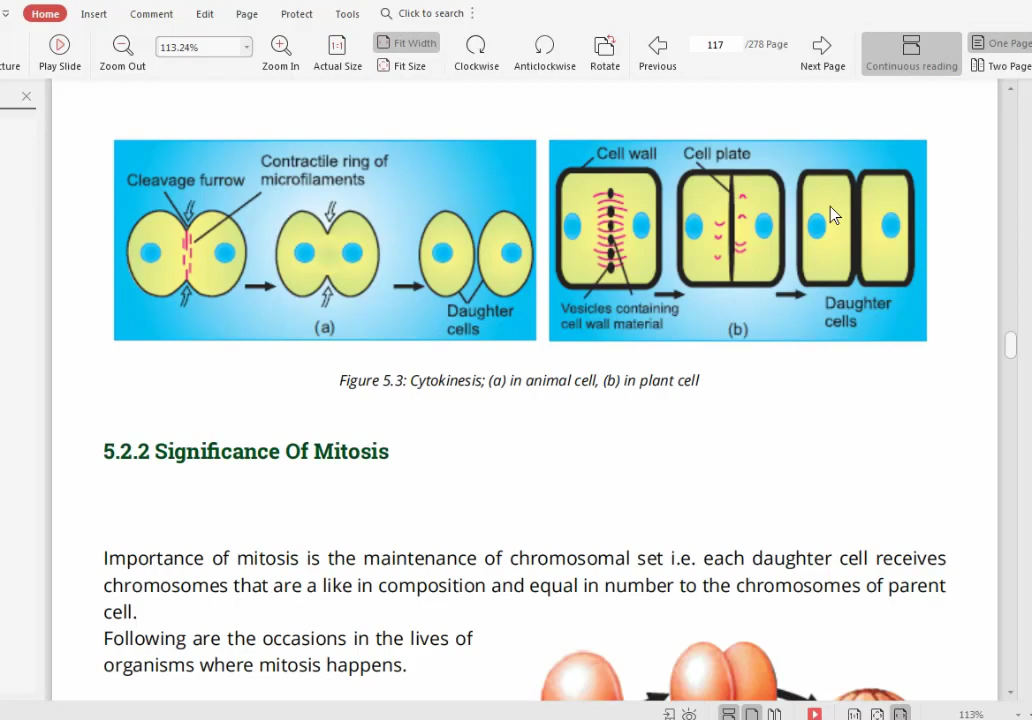 Home Insert Comment Edit Page Protect Tools Click to search
113.24% Fit Width 117 /278 Page One Page
cture Play Slide Zoom Out Zoom In Actual Size Fit Size Clockwise Anticlockwise Rotate Previous Next Page Continuous reading Two Page
Cleavage furrow
Contractile ring of
microfilaments
Daughter
cells
(a)
Cell wall
Cell plate
Vesicles containing
cell wall material
(b)
Daughter
cells
Figure 5.3: Cytokinesis; (a) in animal cell, (b) in plant cell
5.2.2 Significance Of Mitosis
Importance of mitosis is the maintenance of chromosomal set i.e. each daughter cell receives
chromosomes that are a like in composition and equal in number to the chromosomes of parent
cell.
Following are the occasions in the lives of
organisms where mitosis happens.
113%